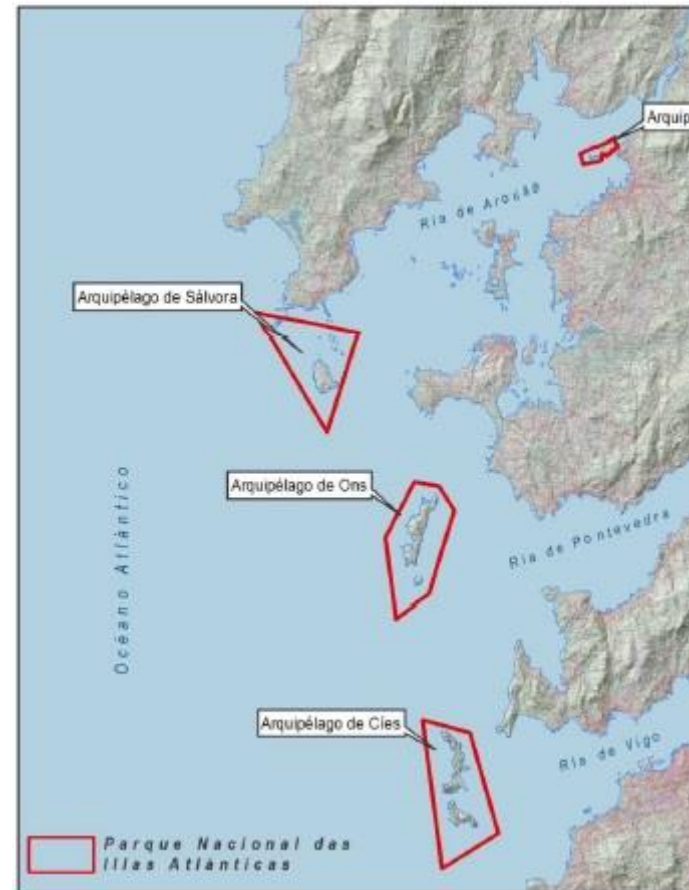 Arquip
Ría de Arousa
Arquipélago de Sálvora
Arquipélago de Ons
Océano Atlántico
Ría de Pontevedra
Arquipélago de Cíes
Ría de Vigo
Parque Nacional das
Illas Atlánticas